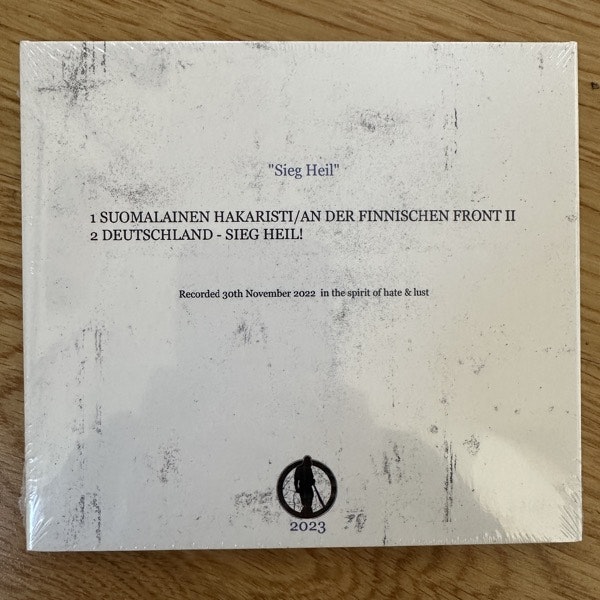 "Sieg Heil"
1 SUOMALAINEN HAKARISTI/AN DER FINNISCHEN FRONT II
2 DEUTSCHLAND - SIEG HEIL!
Recorded 30th November 2022 in the spirit of hate & lust
2023